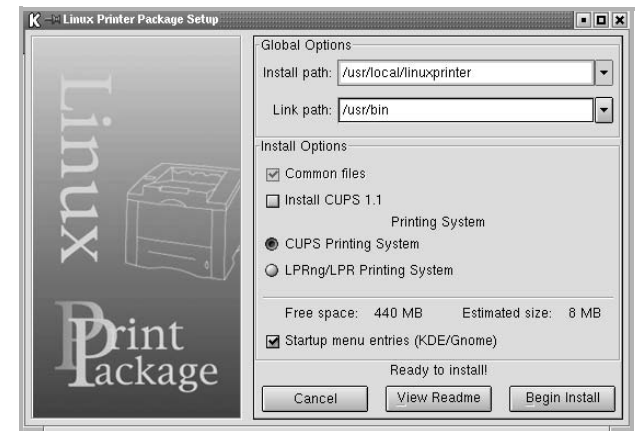 Linux Printer Package Setup
Linux
Print
Package
Global Options
Install path: /usr/local/linuxprinter
Link path: /usr/bin
Install Options
Common files
Install CUPS 1.1
Printing System
CUPS Printing System
LPRng/LPR Printing System
Free space: 440 MB Estimated size: 8 MB
Startup menu entries (KDE/Gnome)
Ready to install!
Cancel View Readme Begin Install